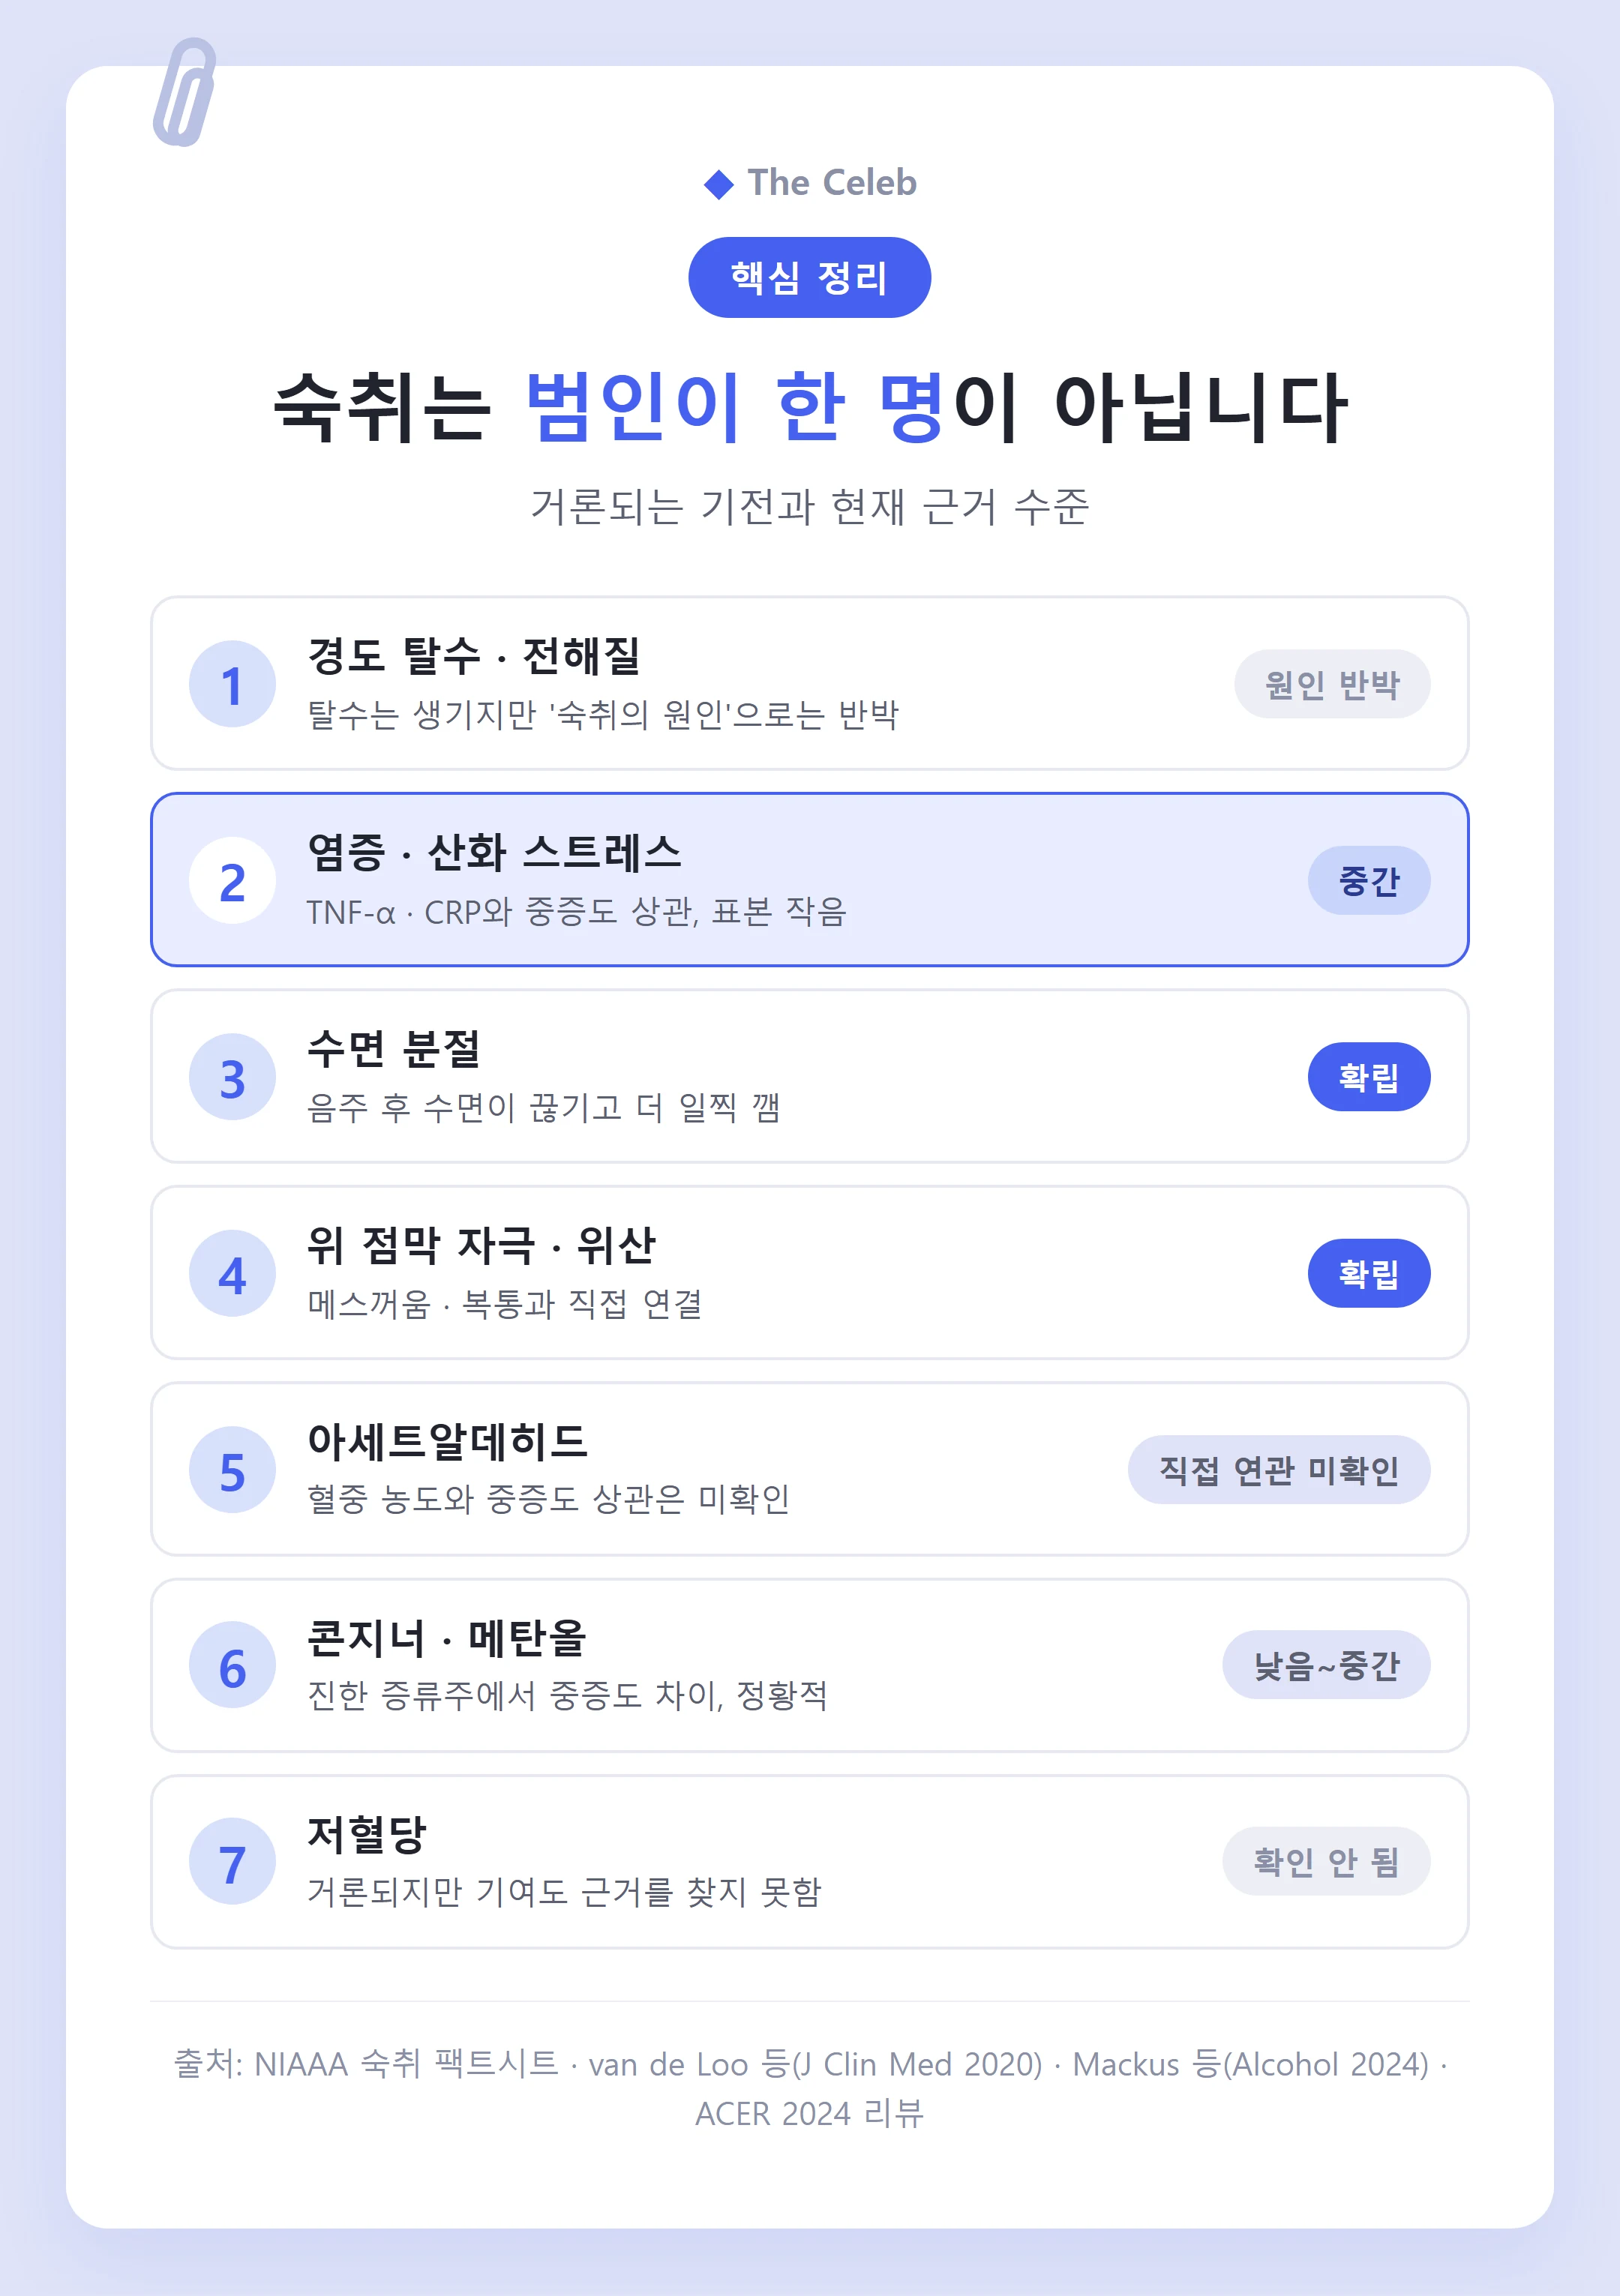 The Celeb
핵심 정리
숙취는 범인이 한 명이 아닙니다
거론되는 기전과 현재 근거 수준
1
경도 탈수 · 전해질
탈수는 생기지만 '숙취의 원인'으로는 반박
원인 반박
2
염증 · 산화 스트레스
TNF-α · CRP와 중증도 상관, 표본 작음
중간
3
수면 분절
음주 후 수면이 끊기고 더 일찍 깸
확립
4
위 점막 자극 · 위산
메스꺼움 · 복통과 직접 연결
확립
5
아세트알데히드
혈중 농도와 중증도 상관은 미확인
직접 연관 미확인
6
콘지너 · 메탄올
진한 증류주에서 중증도 차이, 정황적
낮음~중간
7
저혈당
거론되지만 기여도 근거를 찾지 못함
확인 안 됨
출처: NIAAA 숙취 팩트시트 · van de Loo 등(J Clin Med 2020) · Mackus 등(Alcohol 2024) ·
ACER 2024 리뷰